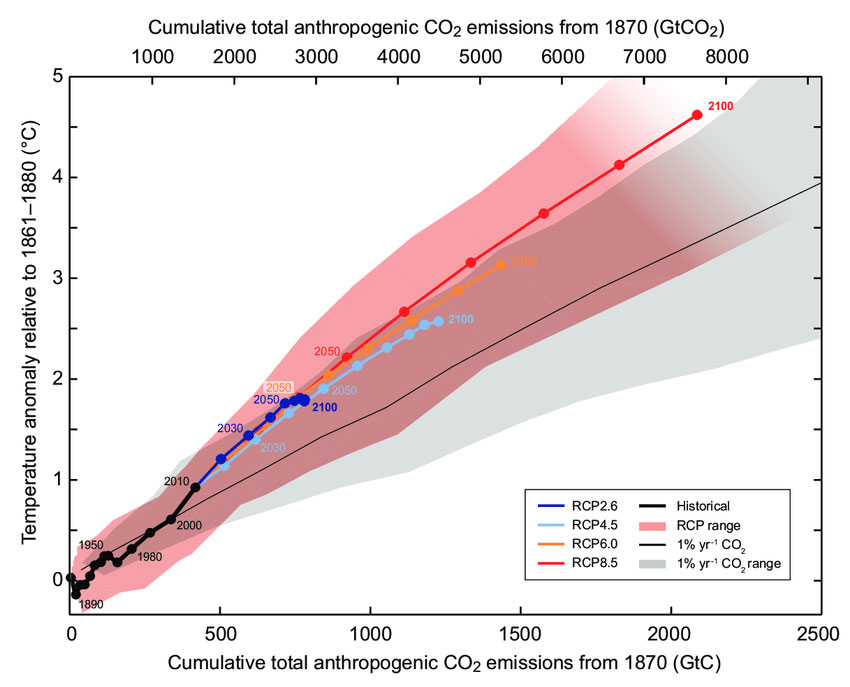 Cumulative total anthropogenic CO2 emissions from 1870 (GtCO2)
1000 2000 3000 4000 5000 6000 7000 8000
Temperature anomaly relative to 1861–1880 (°C)
5
4
3
2
1
0
2100
2100
2050
2100
2050
2050
2050
2100
2030
2030
2010
2000
1950
1980
1890
RCP2.6
RCP4.5
RCP6.0
RCP8.5
Historical
RCP range
1% yr-1 CO2
1% yr-1 CO2 range
0 500 1000 1500 2000 2500
Cumulative total anthropogenic CO2 emissions from 1870 (GtC)